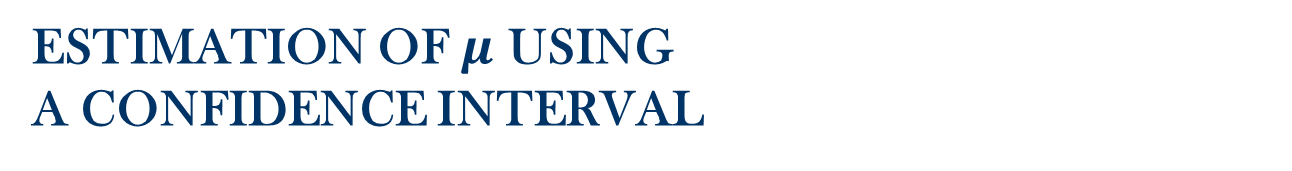 ESTIMATION OF μ USING
A CONFIDENCE INTERVAL